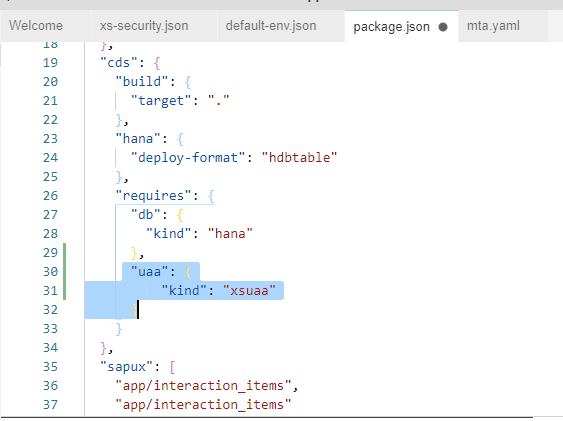 Welcome xs-security.json default-env.json package.json mta.yaml
18 },
19 "cds": {
20 "build": {
21 "target": "."
22 },
23 "hana": {
24 "deploy-format": "hdbtable"
25 },
26 "requires": {
27 "db": {
28 "kind": "hana"
29 },
30 "uaa": {
31 "kind": "xsuaa"
32 }
33 }
34 },
35 "sapux": [
36 "app/interaction_items",
37 "app/interaction_items"